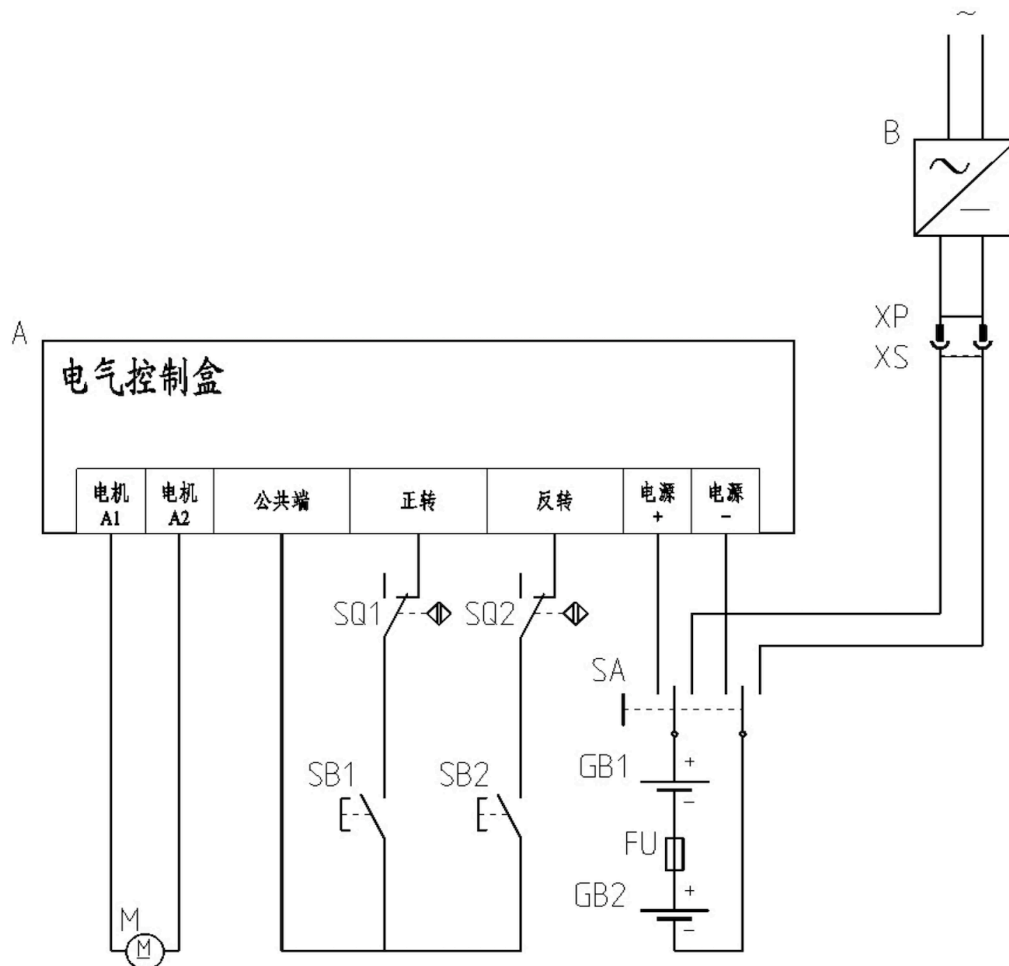 ~
B
~
—
XP
XS
A
电气控制盒
电机 A1
电机 A2
公共端
正转
反转
电源 +
电源 -
SQ1
SQ2
SA
SB1
SB2
GB1
+
-
FU
GB2
+
-
M
M